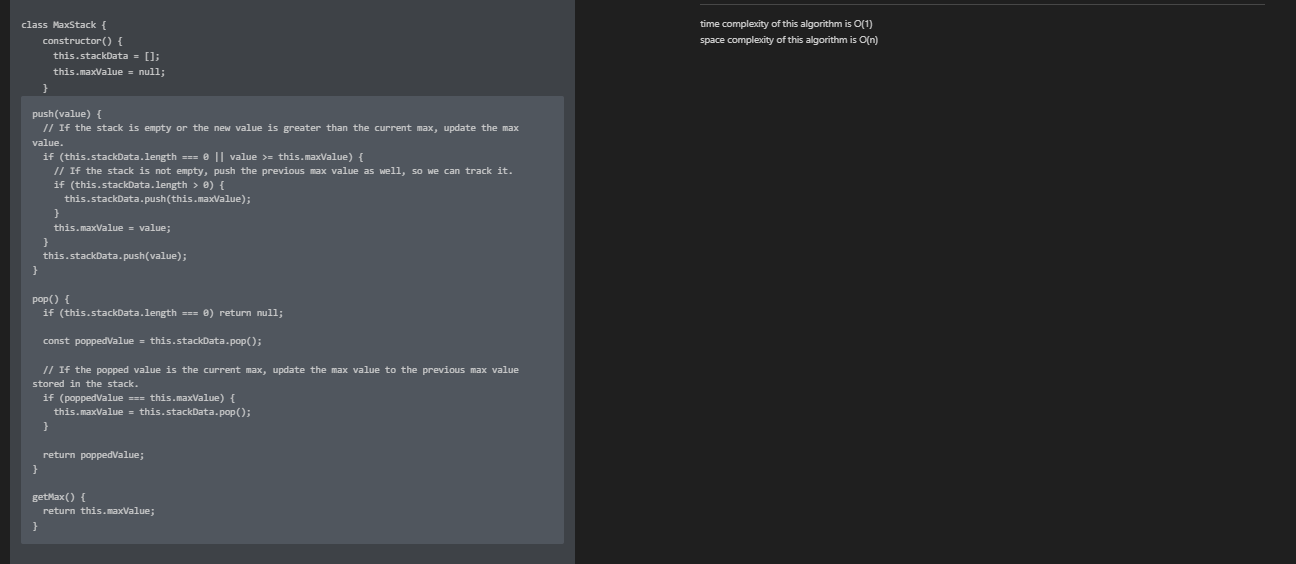 class MaxStack {
    constructor() {
      this.stackData = [];
      this.maxValue = null;
    }
  push(value) {
    // If the stack is empty or the new value is greater than the current max, update the max
  value.
    if (this.stackData.length === 0 || value >= this.maxValue) {
      // If the stack is not empty, push the previous max value as well, so we can track it.
      if (this.stackData.length > 0) {
        this.stackData.push(this.maxValue);
      }
      this.maxValue = value;
    }
    this.stackData.push(value);
  }

  pop() {
    if (this.stackData.length === 0) return null;

    const poppedValue = this.stackData.pop();

    // If the popped value is the current max, update the max value to the previous max value
  stored in the stack.
    if (poppedValue === this.maxValue) {
      this.maxValue = this.stackData.pop();
    }

    return poppedValue;
  }

  getMax() {
    return this.maxValue;
  }
time complexity of this algorithm is O(1)
space complexity of this algorithm is O(n)